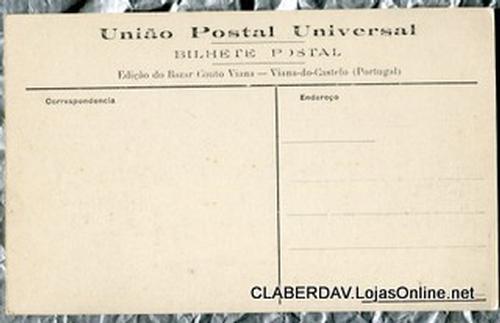 União Postal Universal
BILHETE POSTAL
Edição do Bazar Couto Viana — Viana-do-Castelo (Portugal)
Correspondencia
Endereço
CLABERDAV.LojasOnline.net